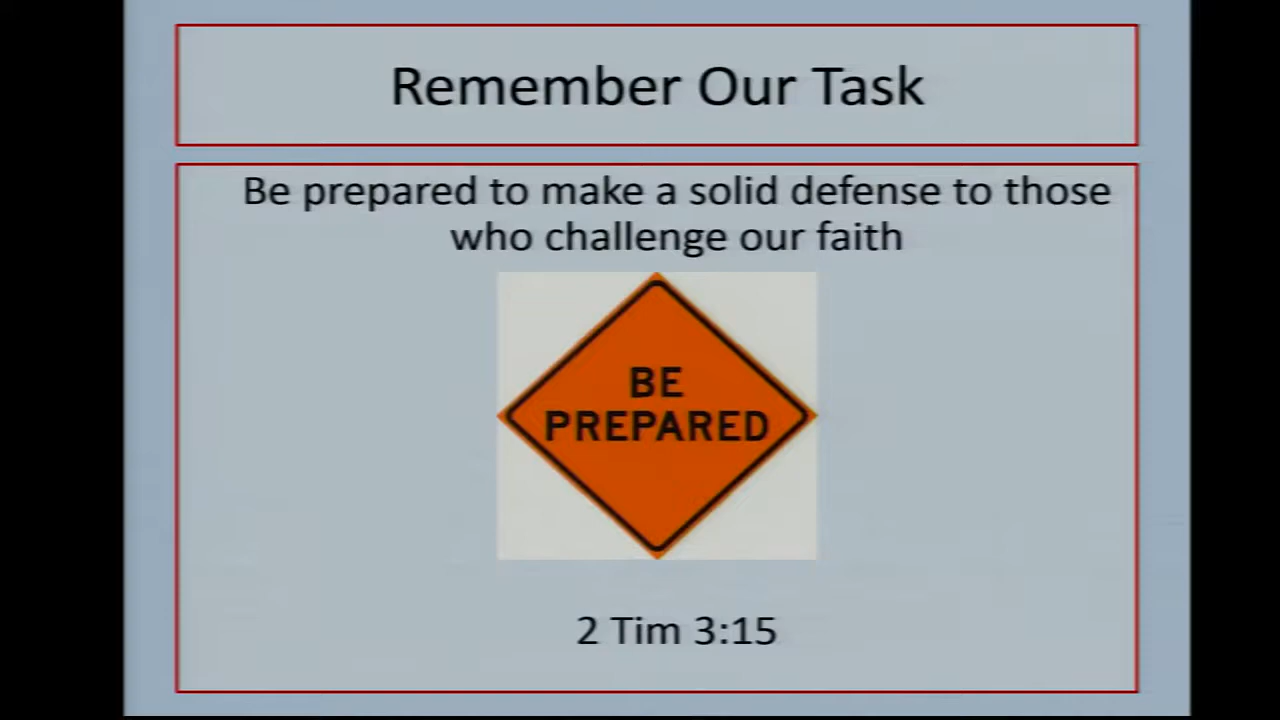 Remember Our Task
Be prepared to make a solid defense to those
who challenge our faith
BE
PREPARED
2 Tim 3:15